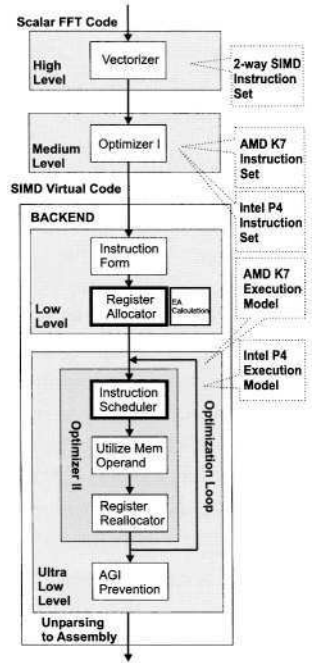 Scalar FFT Code
Vectorizer
High
Level
2-way SIMD
Instruction
Set
Optimizer I
Medium
Level
AMD K7
Instruction
Set
SIMD Virtual Code
Intel P4
Instruction
Set
BACKEND
Instruction
Form
Register
Allocator
EA
Calculation
Low
Level
AMD K7
Execution
Model
Intel P4
Execution
Model
Instruction
Scheduler
Utilize Mem
Operand
Register
Reallocator
Optimizer II
Optimization Loop
AGI
Prevention
Ultra
Low
Level
Unparsing
to Assembly